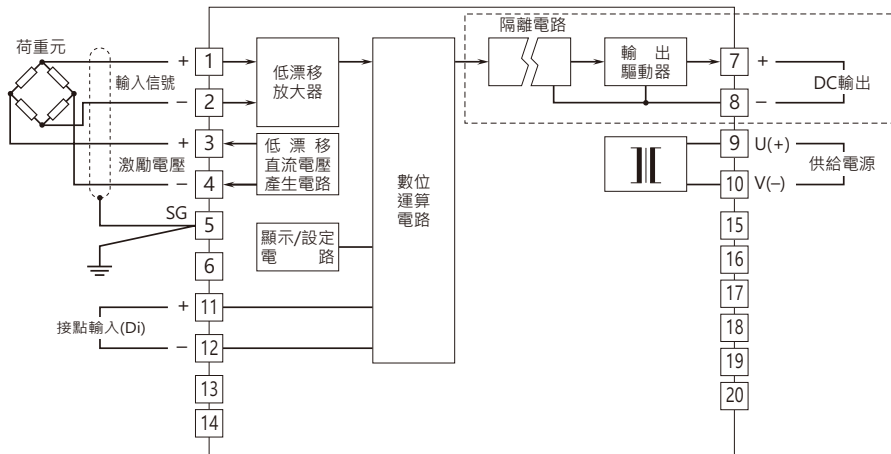 荷重元
+
1
輸入信號
−
2
+
3
激勵電壓
−
4
SG
5
6
+
11
接點輸入(Di)
−
12
13
14
低漂移
放大器
低 漂 移
直流電壓
產生電路
顯示/設定
電 路
數位
運算
電路
隔離電路
輸 出
驅動器
7
+
DC輸出
8
−
9
U(+)
供給電源
10
V(−)
15
16
17
18
19
20